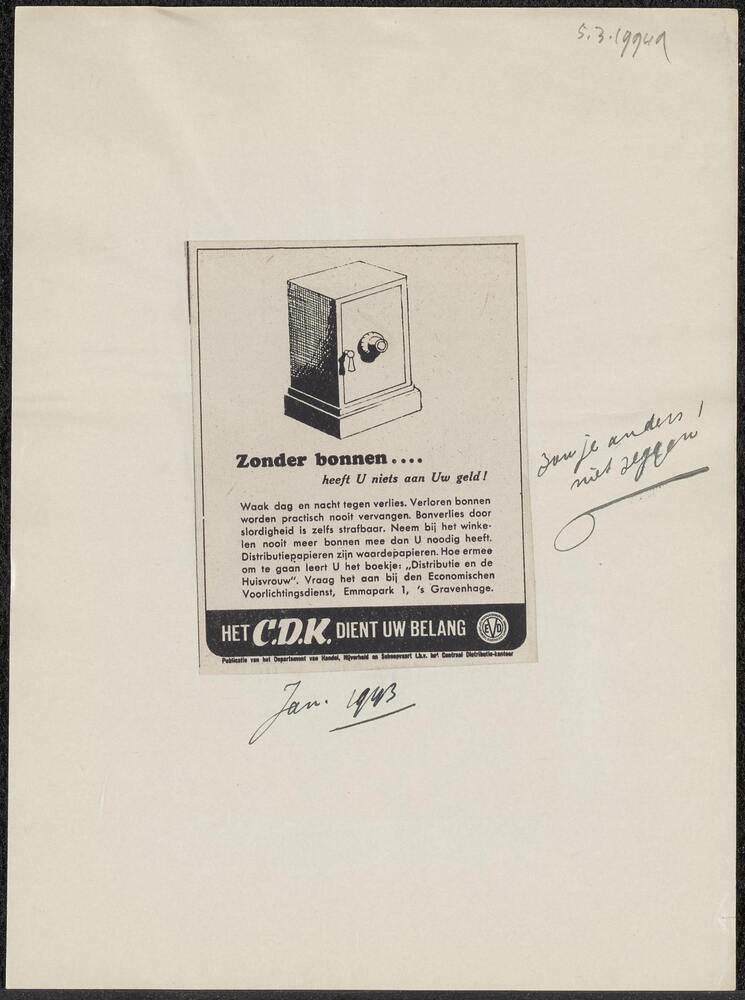 5.3.1994a
Zonder bonnen....
heeft U niets aan Uw geld!
Waak dag en nacht tegen verlies. Verloren bonnen
worden practisch nooit vervangen. Bonverlies door
slordigheid is zelfs strafbaar. Neem bij het winke-
len nooit meer bonnen mee dan U noodig heeft.
Distributiepapieren zijn waardepapieren. Hoe ermee
om te gaan leert U het boekje: „Distributie en de
Huisvrouw”. Vraag het aan bij den Economischen
Voorlichtingsdienst, Emmapark 1, 's Gravenhage.
HET C.D.K. DIENT UW BELANG
EVD
Publicatie van het Departement van Handel, Nijverheid en Scheepvaart i.b.v. het Centraal Distributie-kantoor
zou je anders!
niet zeggen
Jan. 1943